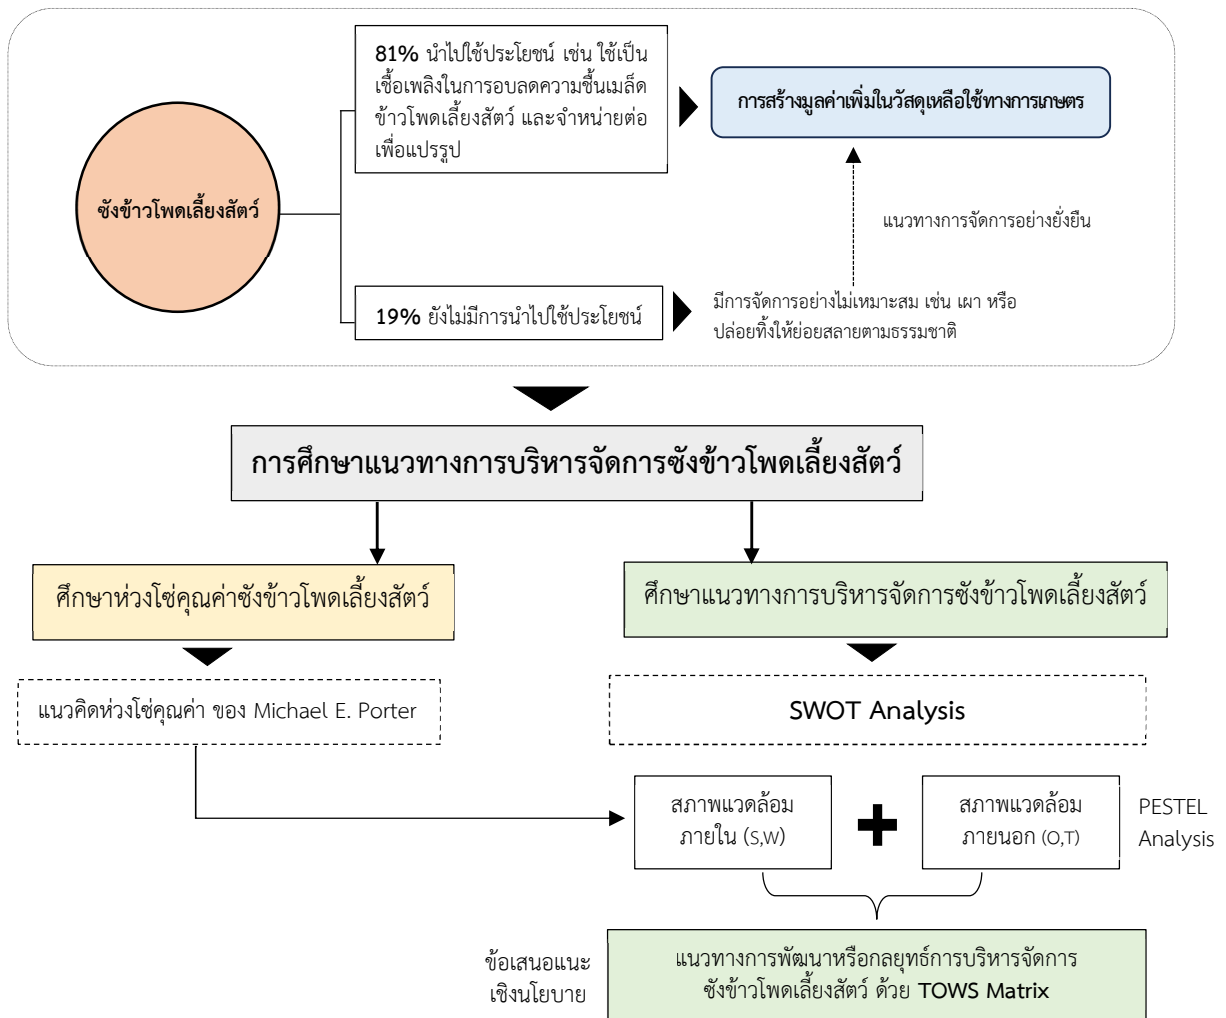 81% นำไปใช้ประโยชน์ เช่น ใช้เป็น
เชื้อเพลิงในการอบลดความชื้นเมล็ด
ข้าวโพดเลี้ยงสัตว์ และจำหน่ายต่อ
เพื่อแปรรูป
การสร้างมูลค่าเพิ่มในวัสดุเหลือใช้ทางการเกษตร
ซังข้าวโพดเลี้ยงสัตว์
แนวทางการจัดการอย่างยั่งยืน
19% ยังไม่มีการนำไปใช้ประโยชน์
มีการจัดการอย่างไม่เหมาะสม เช่น เผา หรือ
ปล่อยทิ้งให้ย่อยสลายตามธรรมชาติ
การศึกษาแนวทางการบริหารจัดการซังข้าวโพดเลี้ยงสัตว์
ศึกษาห่วงโซ่คุณค่าซังข้าวโพดเลี้ยงสัตว์
ศึกษาแนวทางการบริหารจัดการซังข้าวโพดเลี้ยงสัตว์
แนวคิดห่วงโซ่คุณค่า ของ Michael E. Porter
SWOT Analysis
สภาพแวดล้อม
ภายใน (S,W)
สภาพแวดล้อม
ภายนอก (O,T)
PESTEL
Analysis
ข้อเสนอแนะ
เชิงนโยบาย
แนวทางการพัฒนาหรือกลยุทธ์การบริหารจัดการ
ซังข้าวโพดเลี้ยงสัตว์ ด้วย TOWS Matrix